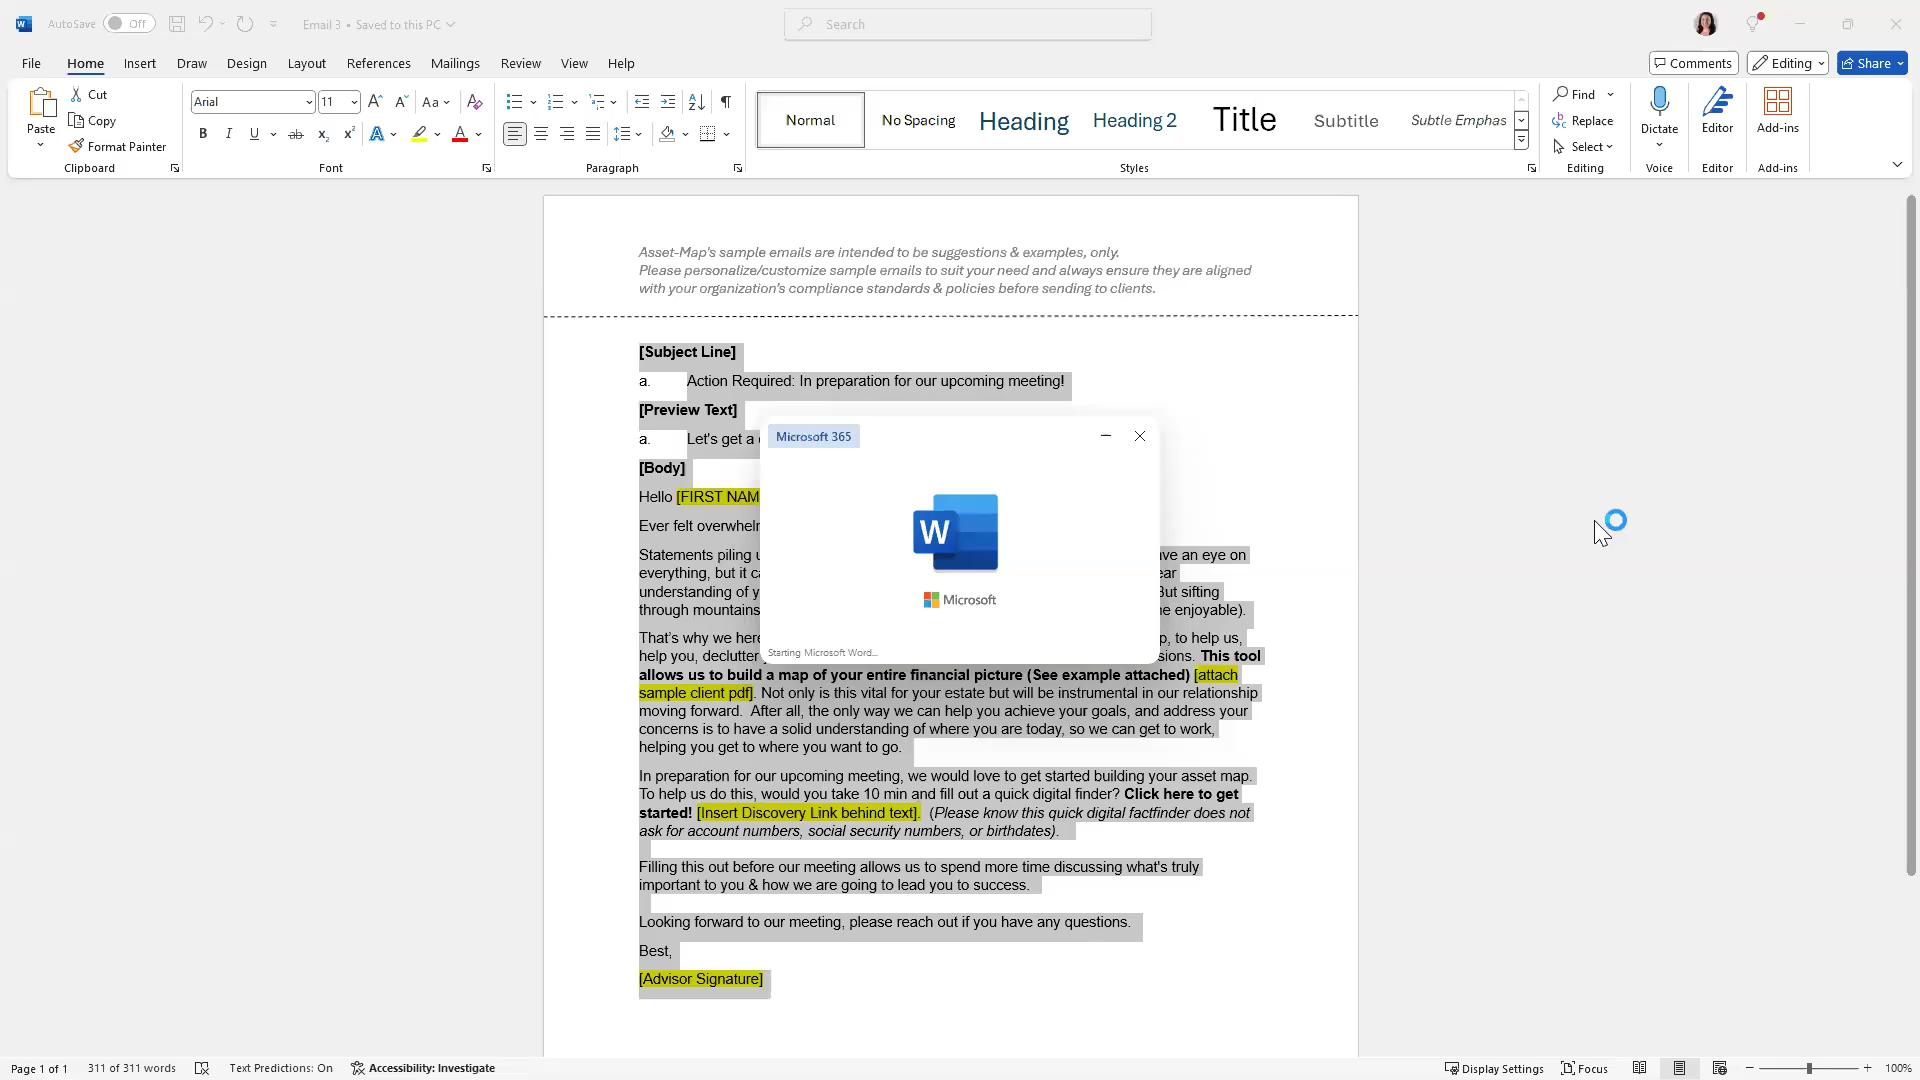 AutoSave Off Email 3 • Saved to this PC Search
File Home Insert Draw Design Layout References Mailings Review View Help Comments Editing Share
Paste Cut Copy Format Painter Clipboard
Arial 11 Font
Paragraph
Normal No Spacing Heading Heading 2 Title Subtitle Subtle Emphas
Styles
Find Replace Select Editing
Dictate Voice
Editor Editor
Add-ins Add-ins
Asset-Map's sample emails are intended to be suggestions & examples, only.
Please personalize/customize sample emails to suit your need and always ensure they are aligned
with your organization's compliance standards & policies before sending to clients.
[Subject Line]
a. Action Required: In preparation for our upcoming meeting!
[Preview Text]
a. Let's get a
[Body]
Hello [FIRST NAM
Ever felt overwhelm
Statements piling u ve an eye on
everything, but it ca ear
understanding of y But sifting
through mountains e enjoyable).
That's why we here p, to help us,
help you, declutter sions. This tool
allows us to build a map of your entire financial picture (See example attached) [attach
sample client pdf]. Not only is this vital for your estate but will be instrumental in our relationship
moving forward. After all, the only way we can help you achieve your goals, and address your
concerns is to have a solid understanding of where you are today, so we can get to work,
helping you get to where you want to go.
In preparation for our upcoming meeting, we would love to get started building your asset map.
To help us do this, would you take 10 min and fill out a quick digital finder? Click here to get
started! [Insert Discovery Link behind text]. (Please know this quick digital factfinder does not
ask for account numbers, social security numbers, or birthdates).
Filling this out before our meeting allows us to spend more time discussing what's truly
important to you & how we are going to lead you to success.
Looking forward to our meeting, please reach out if you have any questions.
Best,
[Advisor Signature]
Microsoft 365
W
Microsoft
Starting Microsoft Word...
Page 1 of 1 311 of 311 words Text Predictions: On Accessibility: Investigate Display Settings Focus 100%